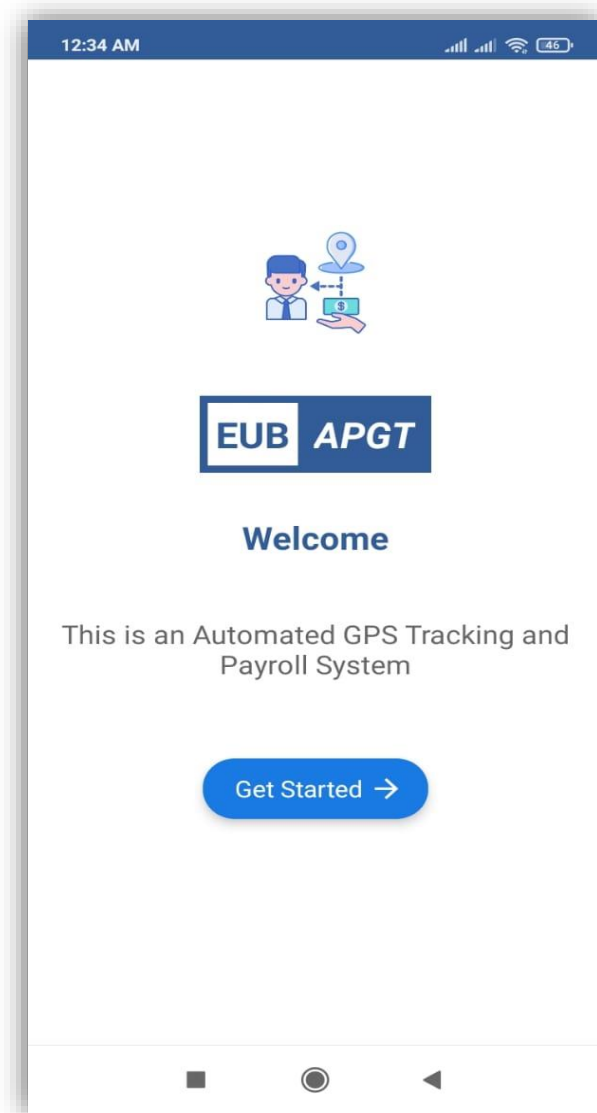 12:34 AM 46
$
EUB APGT
Welcome
This is an Automated GPS Tracking and
Payroll System
Get Started →